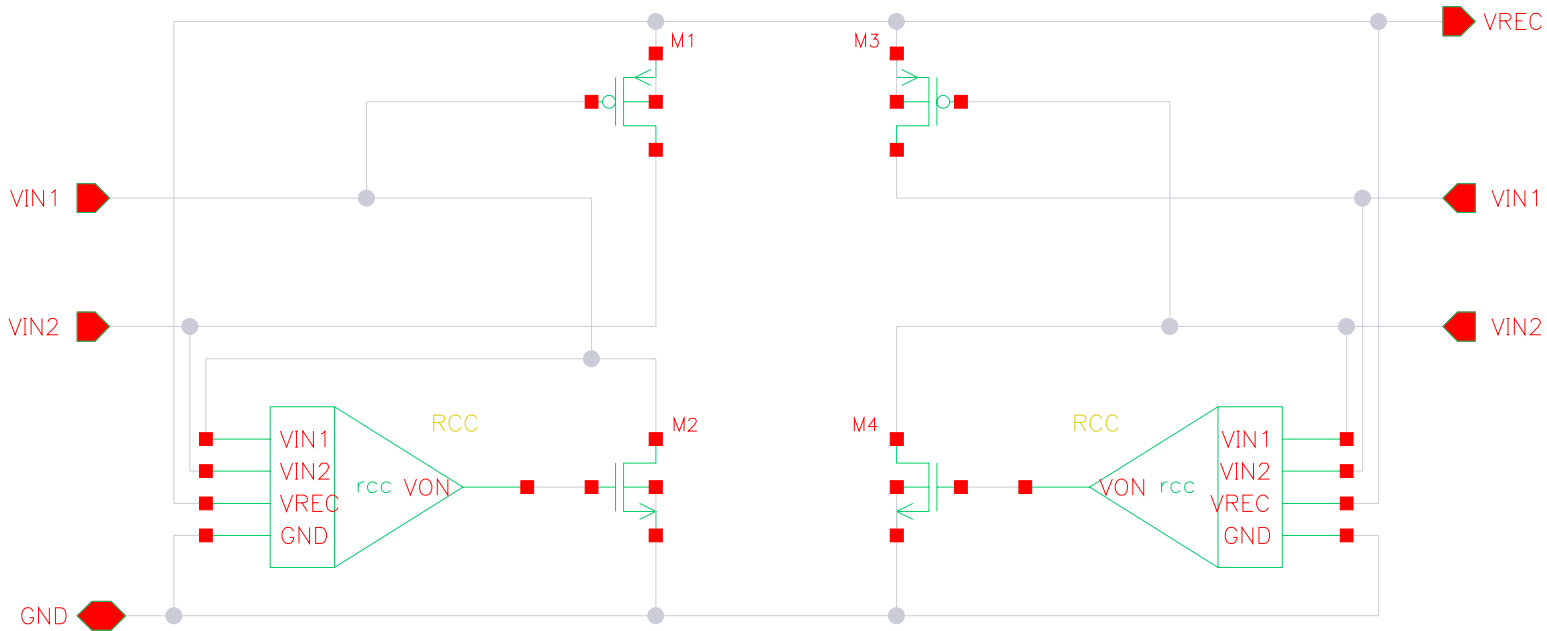 VREC
M1
M3
VIN1
VIN1
VIN2
VIN2
RCC
M2
M4
RCC
VIN1
VIN2
rcc
VON
VREC
GND
VON
rcc
VIN1
VIN2
VREC
GND
GND